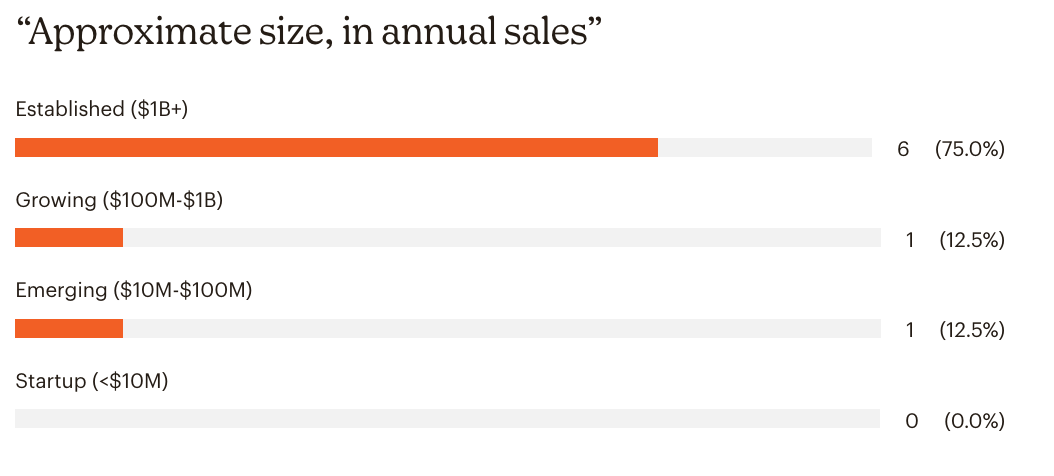 “Approximate size, in annual sales”
Established ($1B+)
6 (75.0%)
Growing ($100M-$1B)
1 (12.5%)
Emerging ($10M-$100M)
1 (12.5%)
Startup (<$10M)
0 (0.0%)